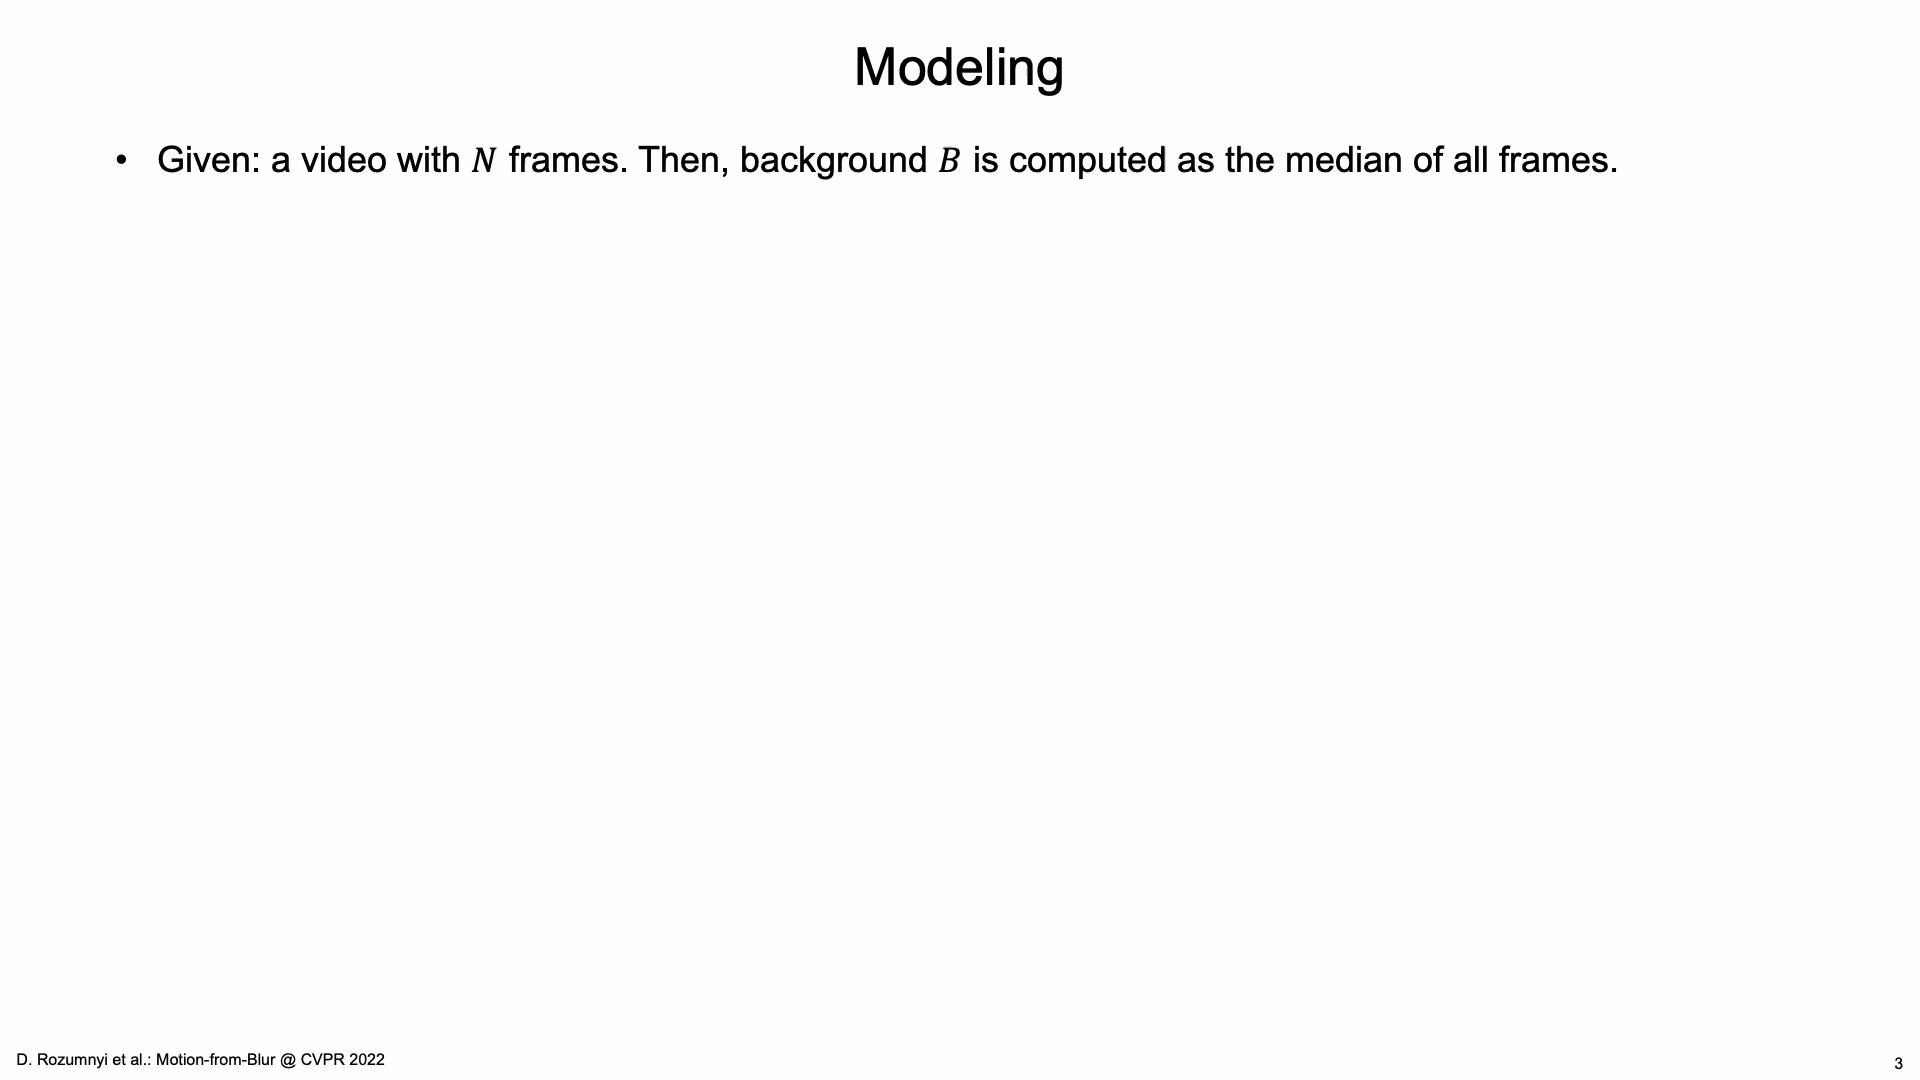 Modeling
• Given: a video with N frames. Then, background B is computed as the median of all frames.
D. Rozumnyi et al.: Motion-from-Blur @ CVPR 2022
3